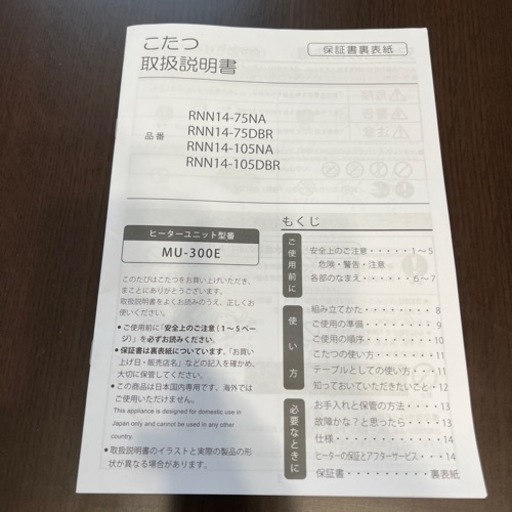 こたつ
取扱説明書
保証書裏表紙
品番
RNN14-75NA
RNN14-75DBR
RNN14-105NA
RNN14-105DBR
ヒーターユニット型番
MU-300E
このたびはこたつをお買い上げいただき、
まことにありがとうございます。
取扱説明書をよくお読みのうえ、正しくお
使いください。
●ご使用前に「安全上のご注意（1〜5ペー
ジ）」を必ずお読みください。
●保証書は裏表紙についています。「お買い
上げ日・販売店名」などの記入を確かめ、
大切に保管してください。
●この商品は日本国内専用です、海外では
ご使用いただけません。
This appliance is designed for domestic use in
Japan only and cannot be used in any other
country.
●取扱説明書のイラストと実際の製品の形
状が異なる場合があります。
もくじ
ご使用前に
安全上のご注意・・・・・1〜5
危険・警告・注意
各部のなまえ・・・・・・6〜7
使い方
組み立てかた・・・・・・・・8
ご使用の準備・・・・・・・・9
ご使用の順序・・・・・・・・10
こたつの使い方・・・・・・・11
テーブルとしての使い方・・・11
知っておいていただきたいこと・12
必要なときに
お手入れと保管の方法・・・・13
故障かな？と思ったら・・・・13
仕様・・・・・・・・・・・・14
ヒーターの保証とアフターサービス・・・14
保証書・・・・・・・・・裏表紙